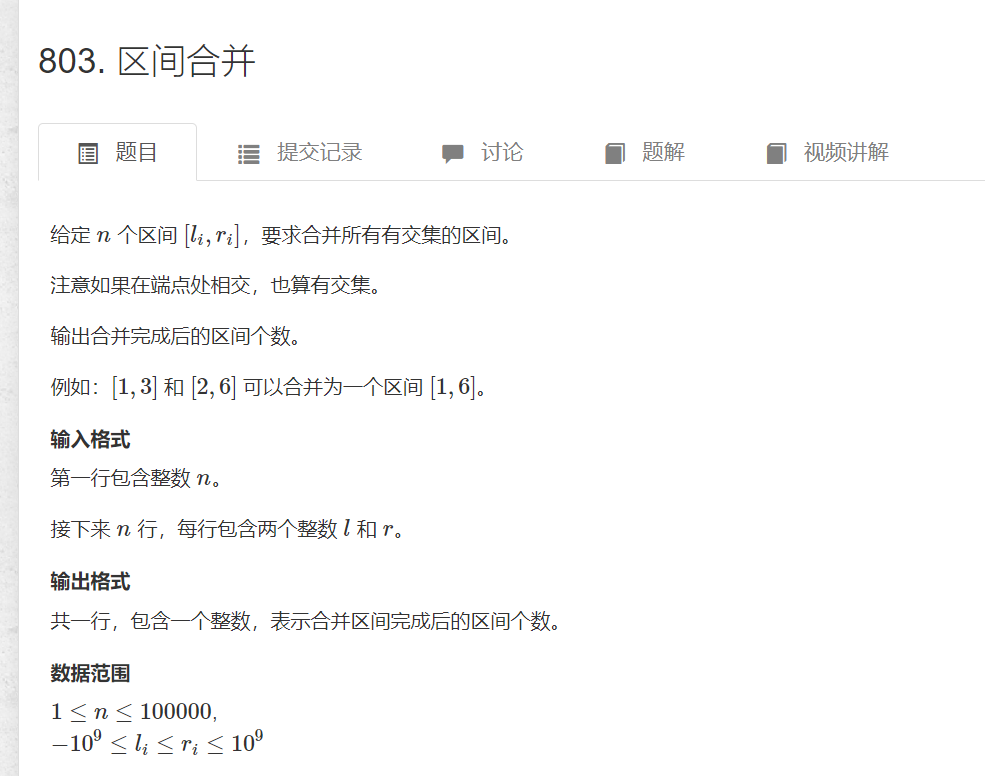 803. 区间合并
题目 提交记录 讨论 题解 视频讲解
给定 n 个区间 [l_i, r_i]，要求合并所有有交集的区间。
注意如果在端点处相交，也算有交集。
输出合并完成后的区间个数。
例如：[1, 3] 和 [2, 6] 可以合并为一个区间 [1, 6]。
输入格式
第一行包含整数 n。
接下来 n 行，每行包含两个整数 l 和 r。
输出格式
共一行，包含一个整数，表示合并区间完成后的区间个数。
数据范围
1 ≤ n ≤ 100000,
−10^9 ≤ l_i ≤ r_i ≤ 10^9